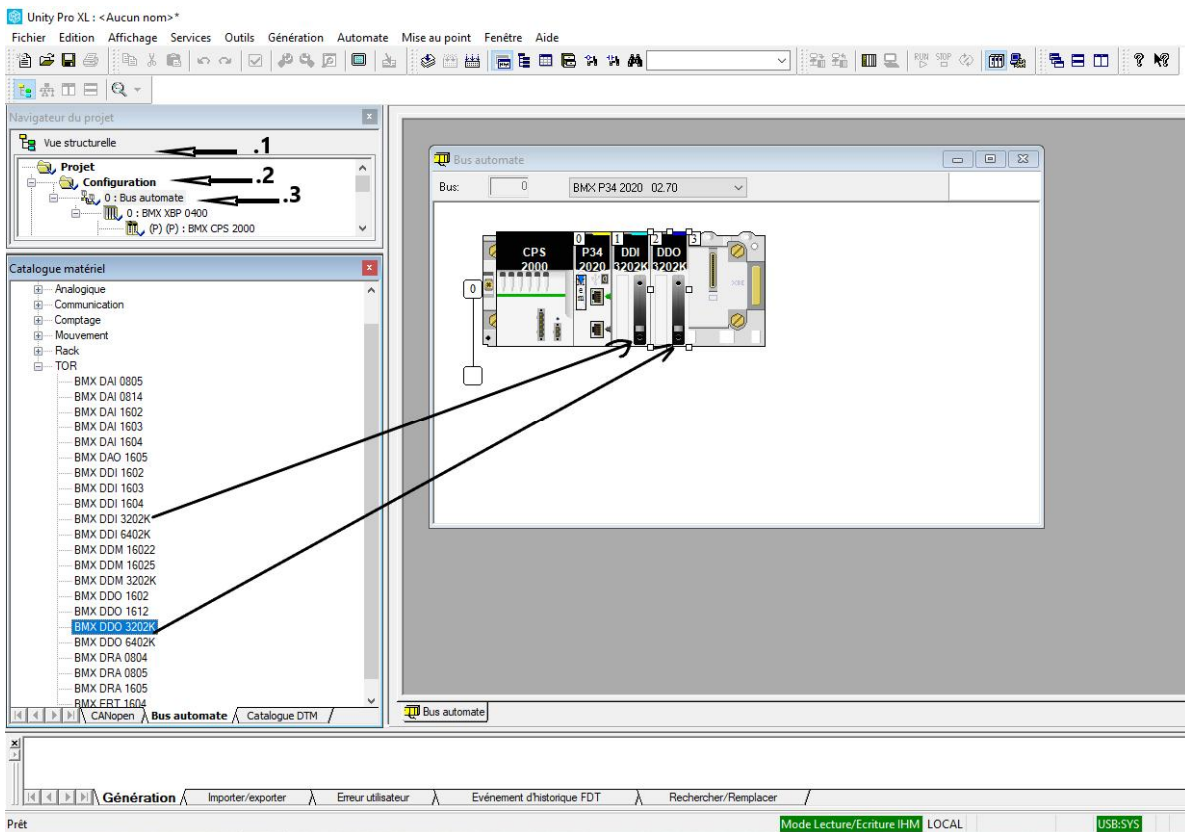 Unity Pro XL : <Aucun nom>*
Fichier Edition Affichage Services Outils Génération Automate Mise au point Fenêtre Aide
RUN STOP
Navigateur du projet
Vue structurelle
.1
Projet
Configuration
.2
0 : Bus automate
.3
0 : BMX XBP 0400
(P) (P) : BMX CPS 2000
Catalogue matériel
Analogique
Communication
Comptage
Mouvement
Rack
TOR
BMX DAI 0805
BMX DAI 0814
BMX DAI 1602
BMX DAI 1603
BMX DAI 1604
BMX DAO 1605
BMX DDI 1602
BMX DDI 1603
BMX DDI 1604
BMX DDI 3202K
BMX DDI 6402K
BMX DDM 16022
BMX DDM 16025
BMX DDM 3202K
BMX DDO 1602
BMX DDO 1612
BMX DDO 3202K
BMX DDO 6402K
BMX DRA 0804
BMX DRA 0805
BMX DRA 1605
BMX ERT 1604
CANopen Bus automate Catalogue DTM
Bus automate
Bus: 0 BMX P34 2020 02.70
0 1 2 3
CPS P34 DDI DDO
2000 2020 3202K 3202K
0
Bus automate
Génération Importer/exporter Erreur utilisateur Evénement d'historique FDT Rechercher/Remplacer
Prêt Mode Lecture/Ecriture IHM LOCAL USB:SYS